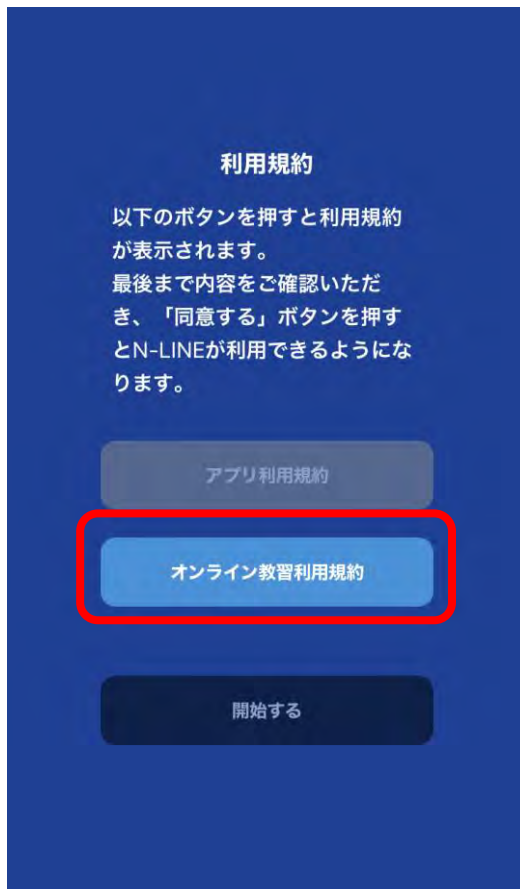 利用規約
以下のボタンを押すと利用規約
が表示されます。
最後まで内容をご確認いただ
き、「同意する」ボタンを押す
とN-LINEが利用できるようにな
ります。
アプリ利用規約
オンライン教習利用規約
開始する